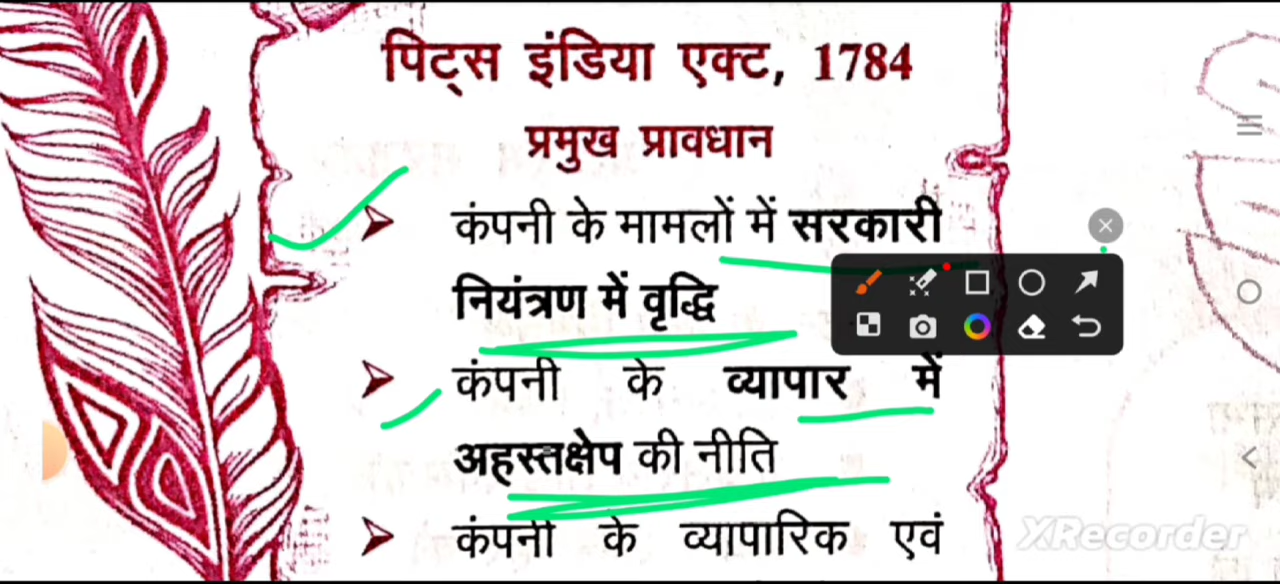 पिट्स इंडिया एक्ट, 1784
प्रमुख प्रावधान
कंपनी के मामलों में सरकारी
नियंत्रण में वृद्धि
कंपनी के व्यापार में
अहस्तक्षेप की नीति
कंपनी के व्यापारिक एवं
XRecorder